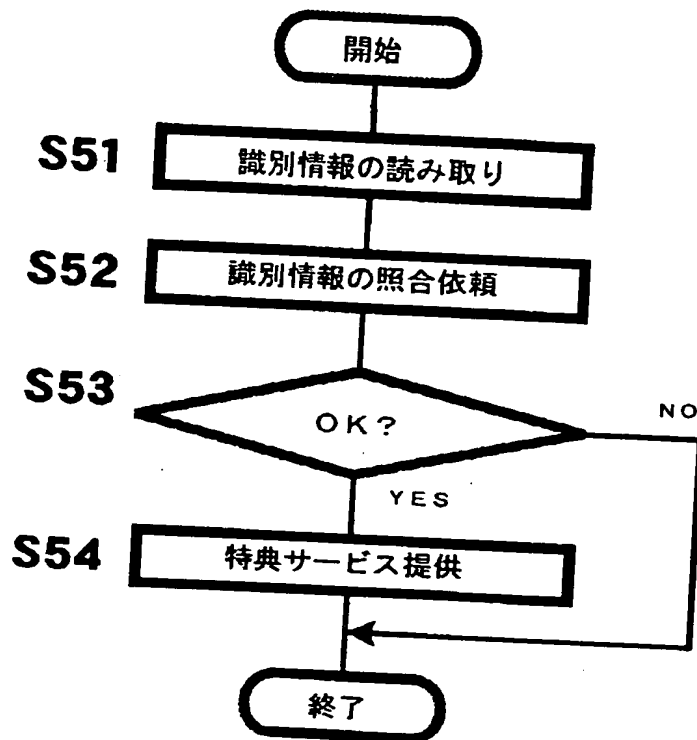 開始
S51
識別情報の読み取り
S52
識別情報の照合依頼
S53
OK?
NO
YES
S54
特典サービス提供
終了